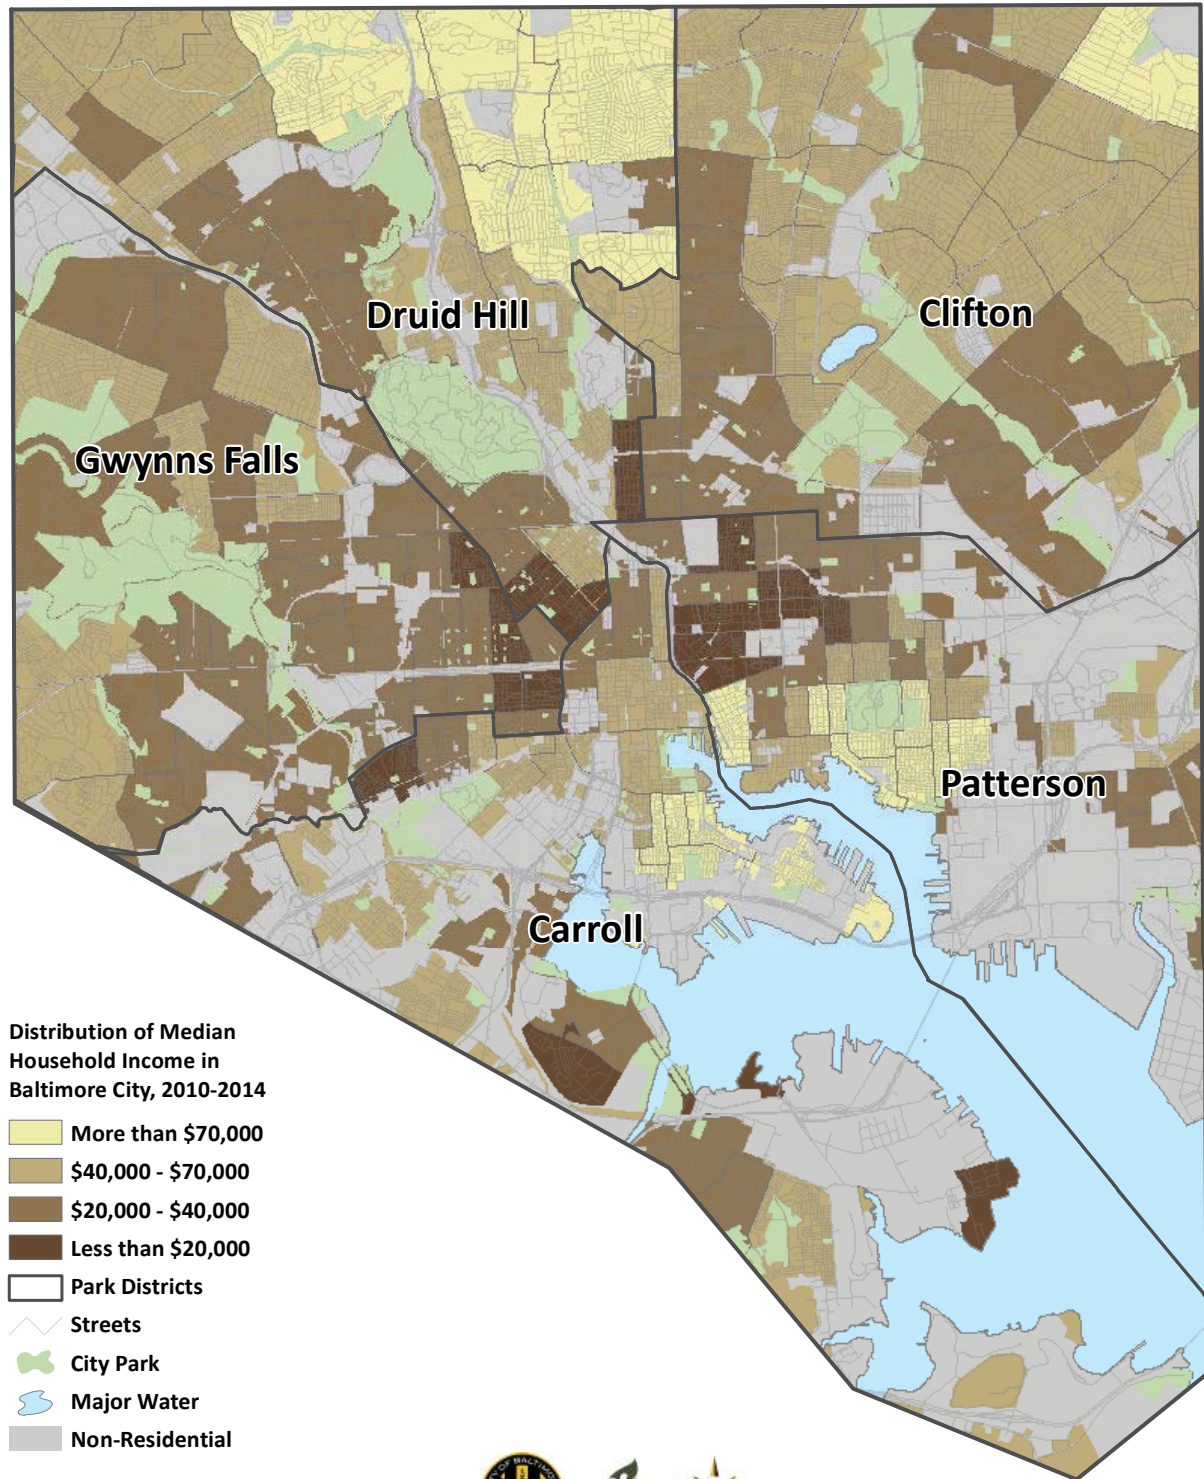 Druid Hill
Clifton
Gwynns Falls
Patterson
Carroll
Distribution of Median
Household Income in
Baltimore City, 2010-2014
More than $70,000
$40,000 - $70,000
$20,000 - $40,000
Less than $20,000
Park Districts
Streets
City Park
Major Water
Non-Residential